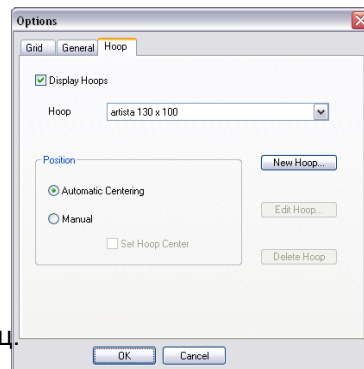 Options
Grid General Hoop
Display Hoops
Hoop artista 130 x 100
Position
New Hoop...
Automatic Centering
Edit Hoop...
Manual
Set Hoop Center
Delete Hoop
ц.
OK Cancel